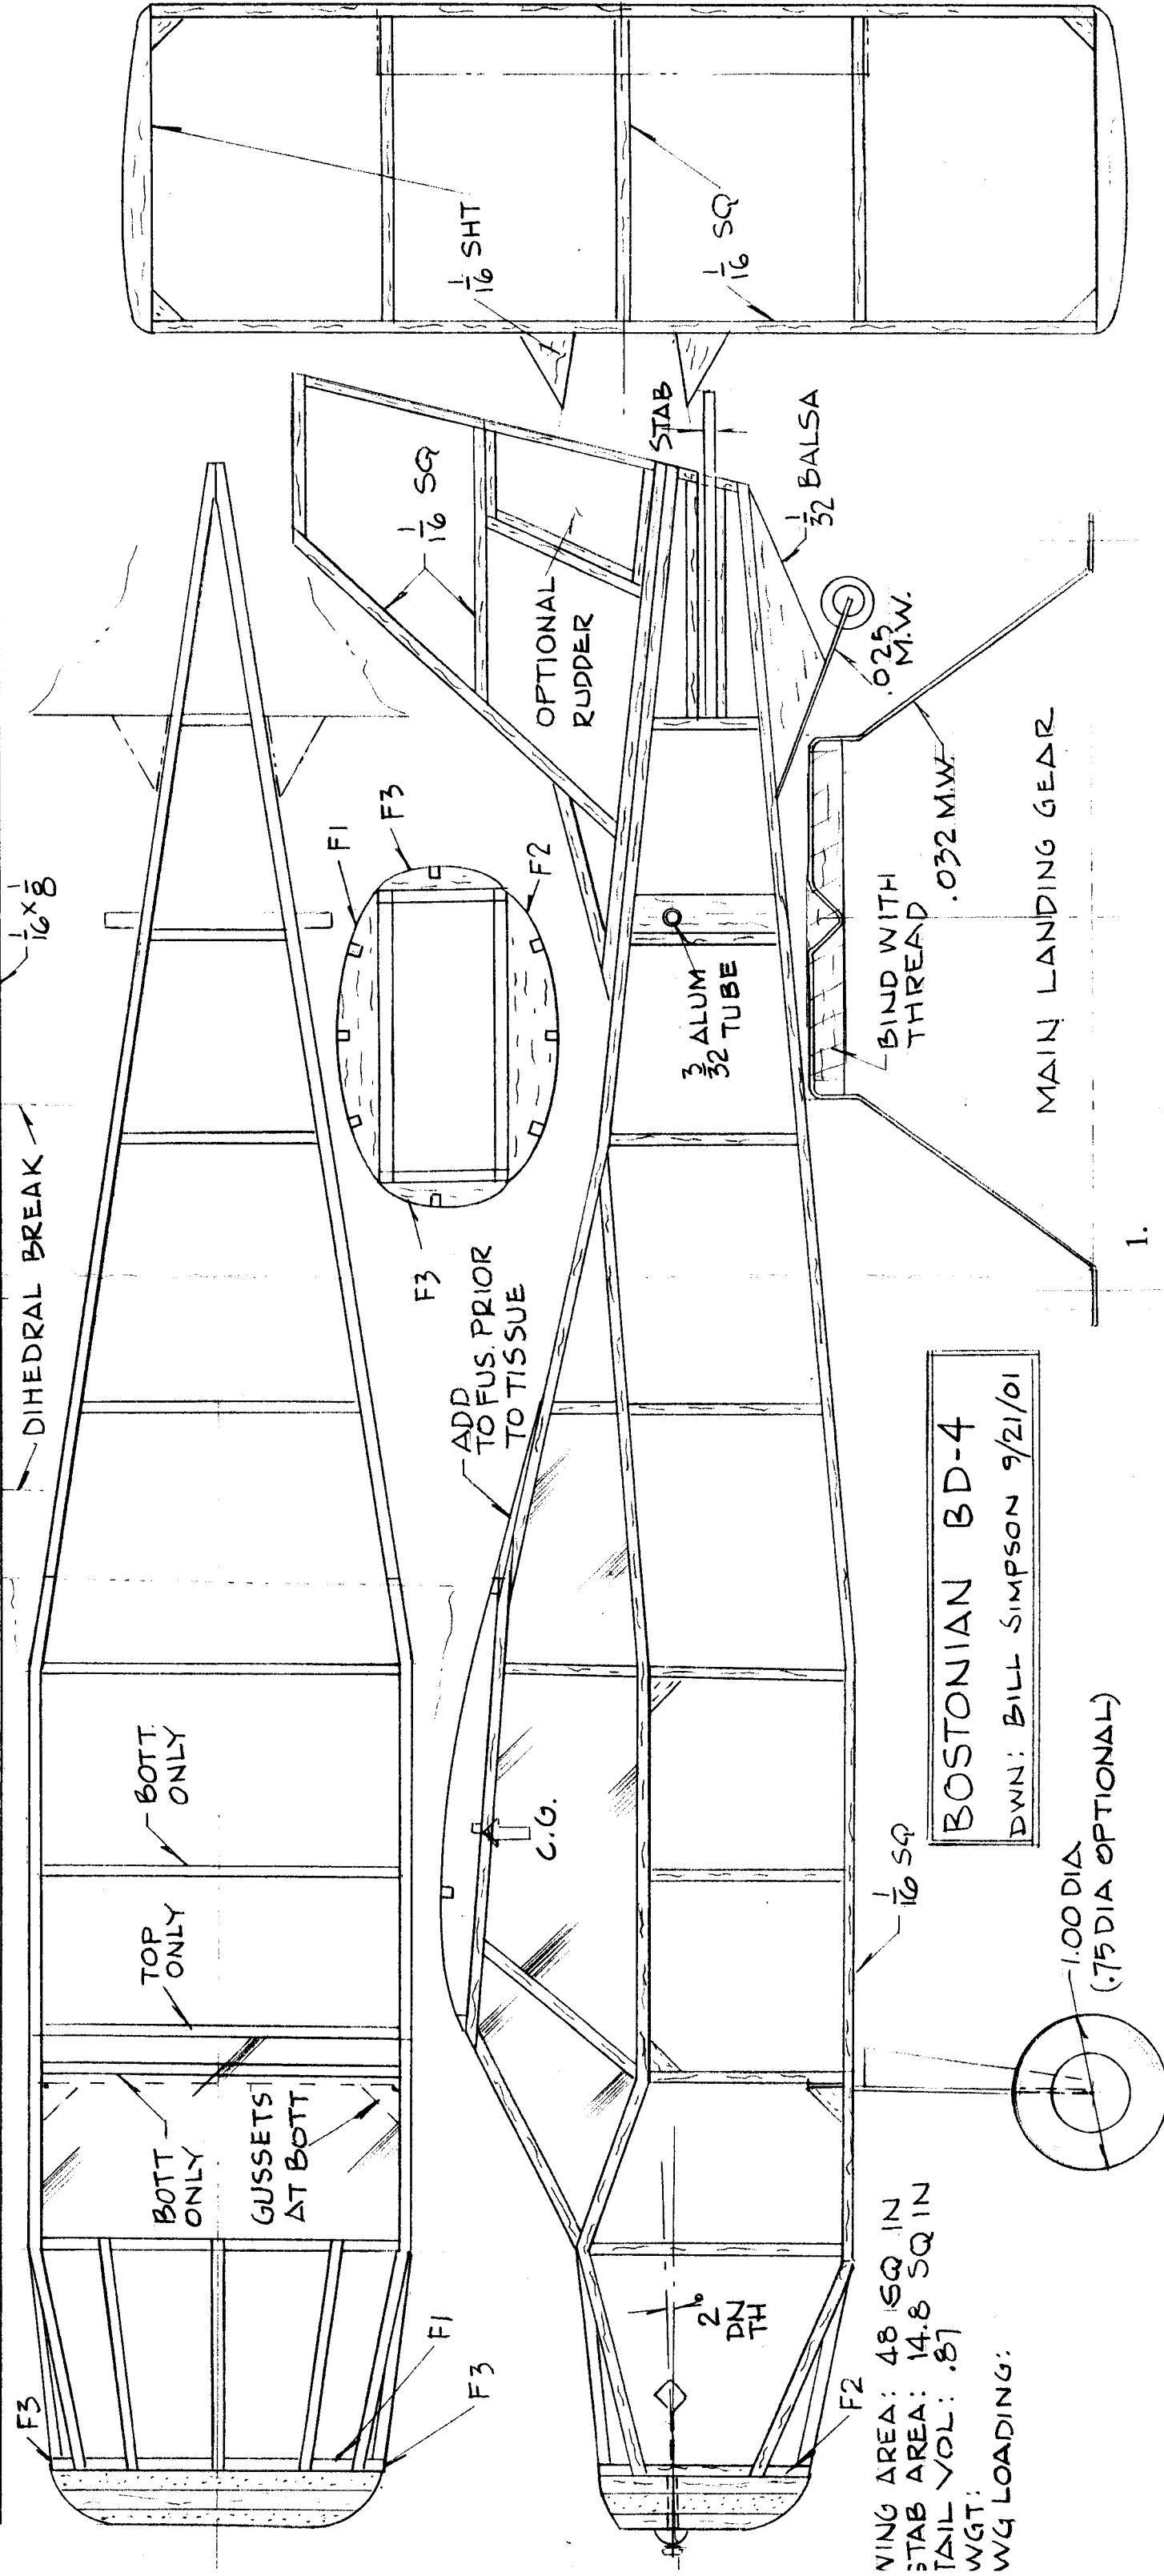 1/16 x 1/8
DIHEDRAL BREAK
1/16 SHT
1/16 SQ
1/16 SQ
F1
F3
F2
F3
OPTIONAL
RUDDER
STAB
1/32 BALSA
.025
M.W.
.032 M.W.
3/32 ALUM
TUBE
BIND WITH
THREAD
MAIN LANDING GEAR
1.
ADD
TO FUS. PRIOR
TO TISSUE
BOTT.
ONLY
TOP
ONLY
BOTT
ONLY
GUSSETS
AT BOTT
C.G.
F3
F1
F3
2°
DN
TH
F2
1/16 SQ
BOSTONIAN BD-4
DWN: BILL SIMPSON 9/21/01
1.00 DIA
(.75 DIA OPTIONAL)
WING AREA: 48 SQ IN
STAB AREA: 14.8 SQ IN
TAIL VOL: .87
WGT:
WG LOADING: